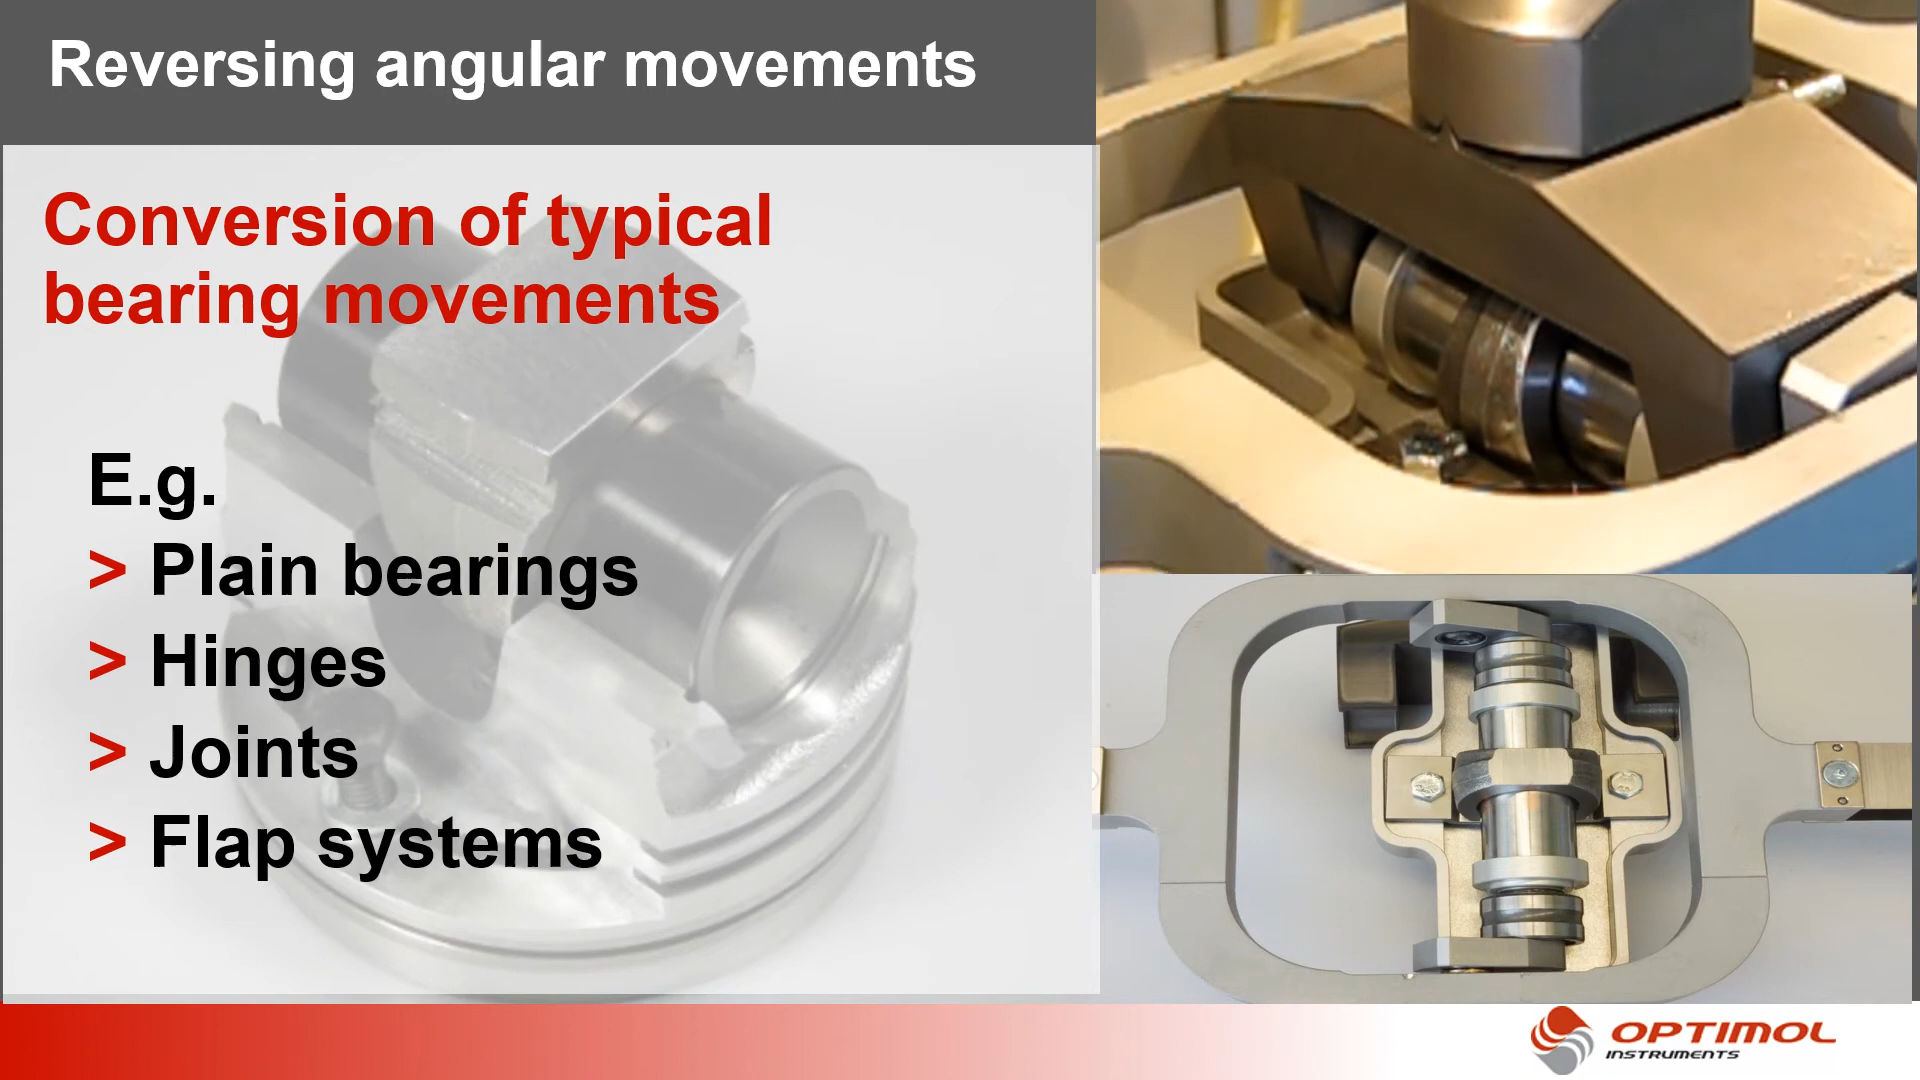 Reversing angular movements
Conversion of typical
bearing movements
E.g.
> Plain bearings
> Hinges
> Joints
> Flap systems
OPTIMOL
INSTRUMENTS